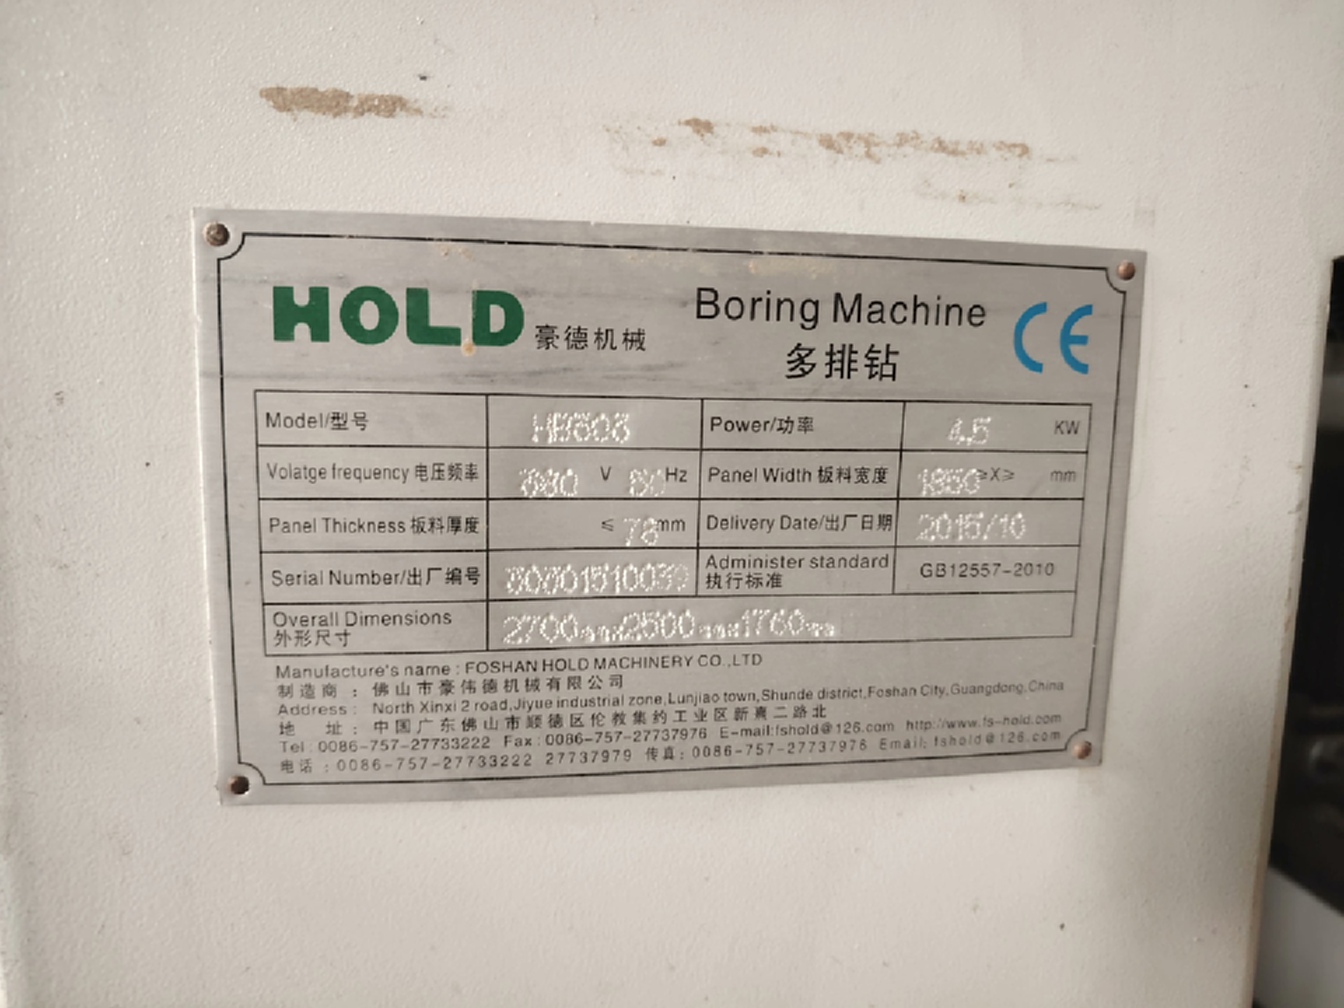 HOLD 豪德机械 Boring Machine CE
多排钻
Model/型号 Power/功率 4.5 KW
Volatge frequency 电压频率 380 V 50 Hz Panel Width 板料宽度 1850 ≥X≥ mm
Panel Thickness 板料厚度 ≤ 78 mm Delivery Date/出厂日期 2015/10
Serial Number/出厂编号 Administer standard 执行标准 GB12557-2010
Overall Dimensions 外形尺寸 2700mmx2500mmx1760mm
Manufacture's name : FOSHAN HOLD MACHINERY CO.,LTD
制造商 : 佛山市豪伟德机械有限公司
Address : North Xinxi 2 road,Jiyue industrial zone,Lunjiao town,Shunde district,Foshan City,Guangdong,China
地 址: 中国广东佛山市顺德区伦教集约工业区新熹二路北
Tel : 0086-757-27733222 Fax : 0086-757-27737976 E-mail:fshold@126.com http://www.fs-hold.com
电话 : 0086-757-27733222 27737979 传真: 0086-757-27737976 Email: fshold@126.com